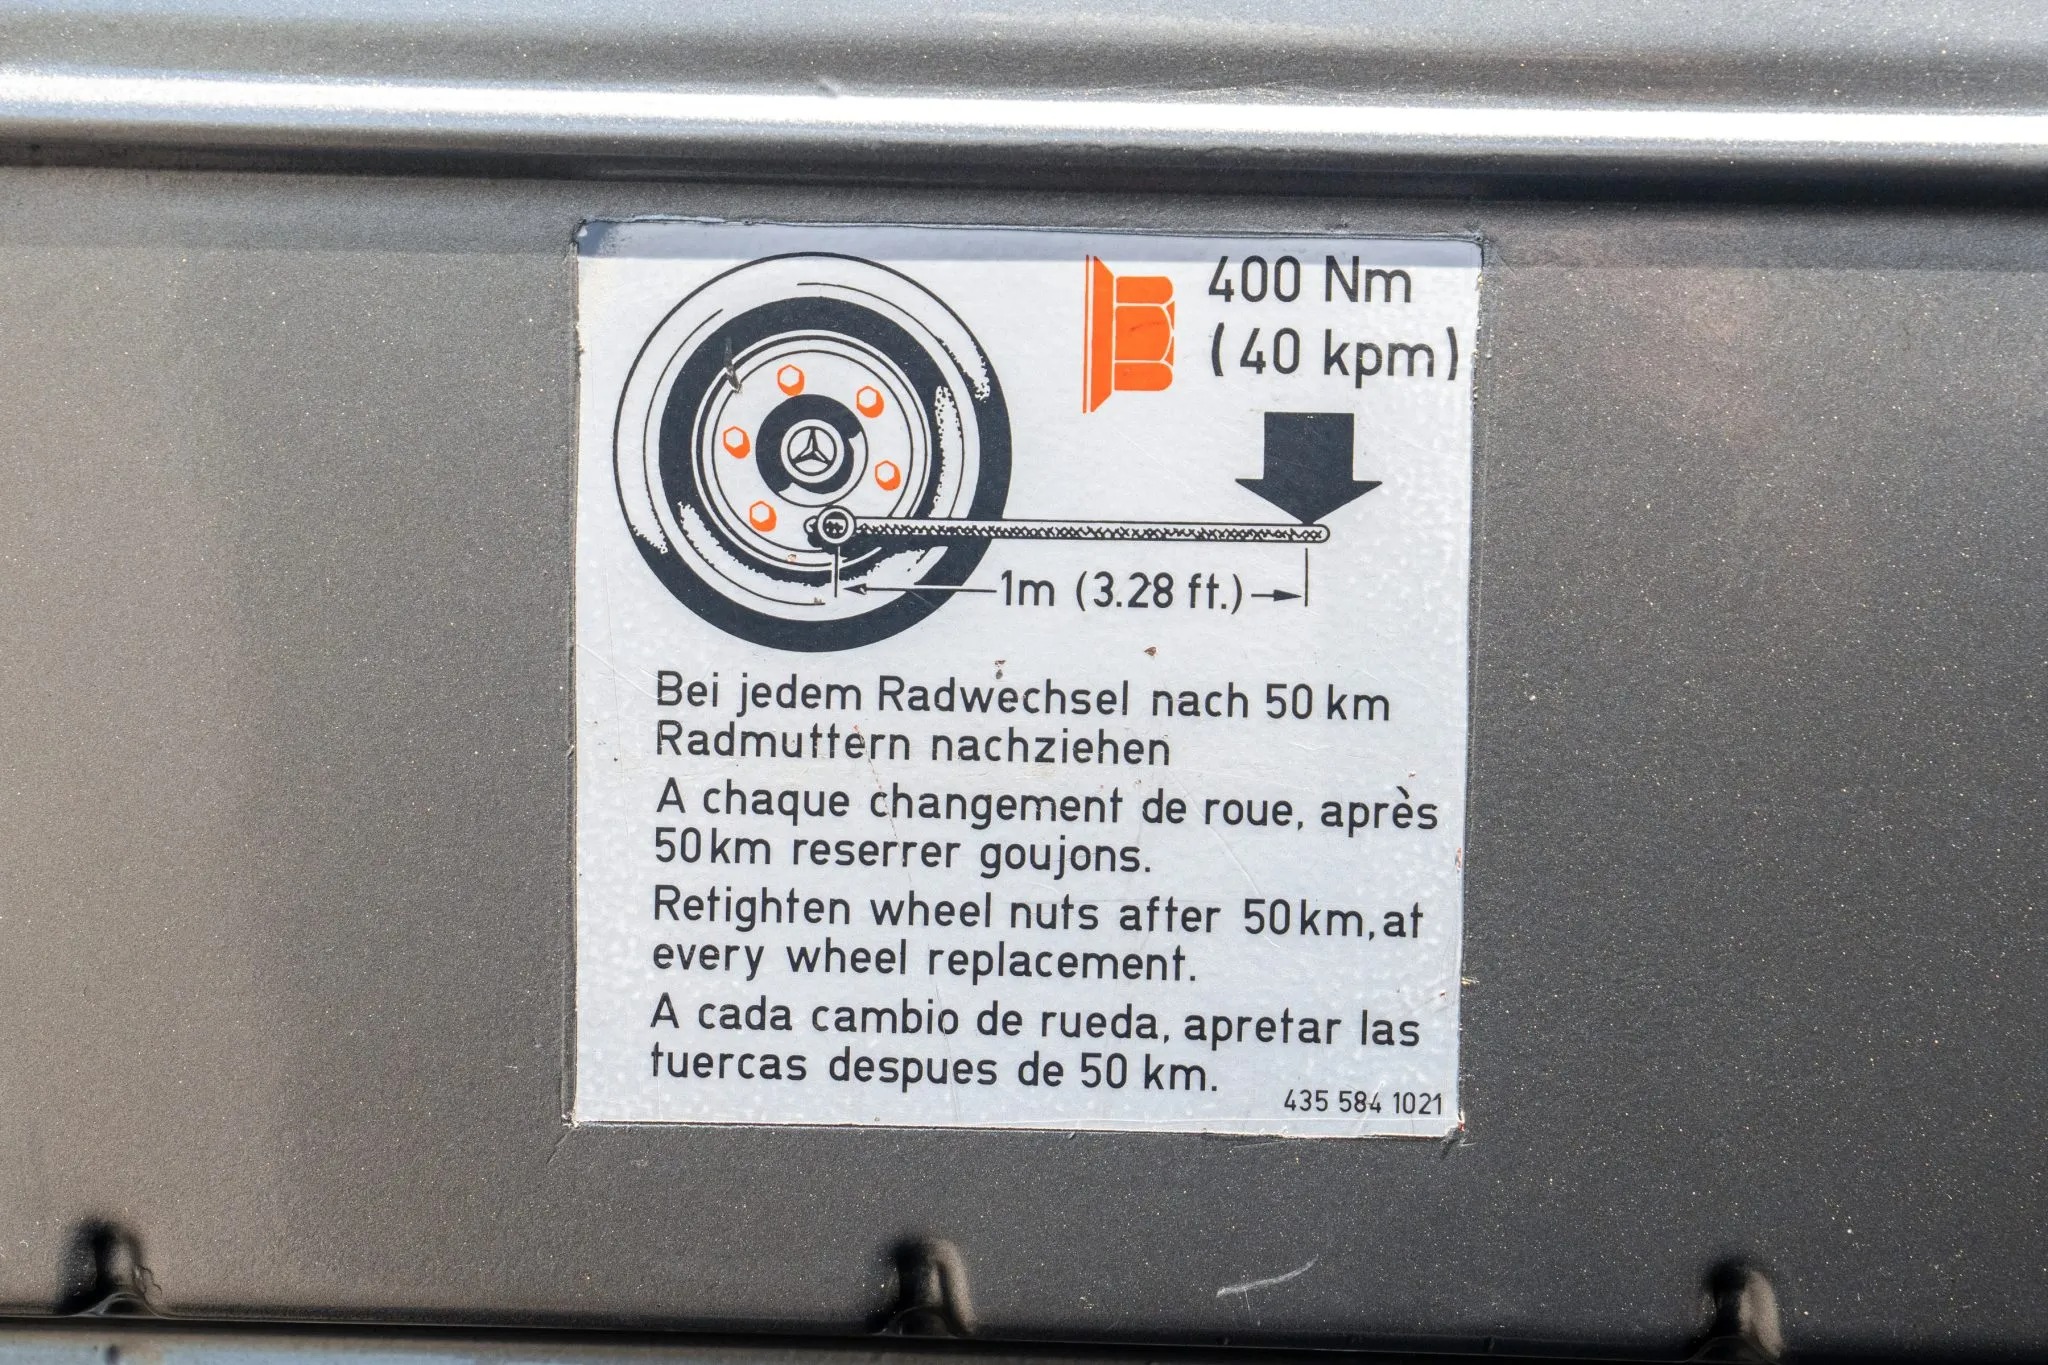 400 Nm
(40 kpm)
1m (3.28 ft.)
Bei jedem Radwechsel nach 50 km
Radmuttern nachziehen
A chaque changement de roue, après
50km reserrer goujons.
Retighten wheel nuts after 50km, at
every wheel replacement.
A cada cambio de rueda, apretar las
tuercas despues de 50 km.
435 584 1021